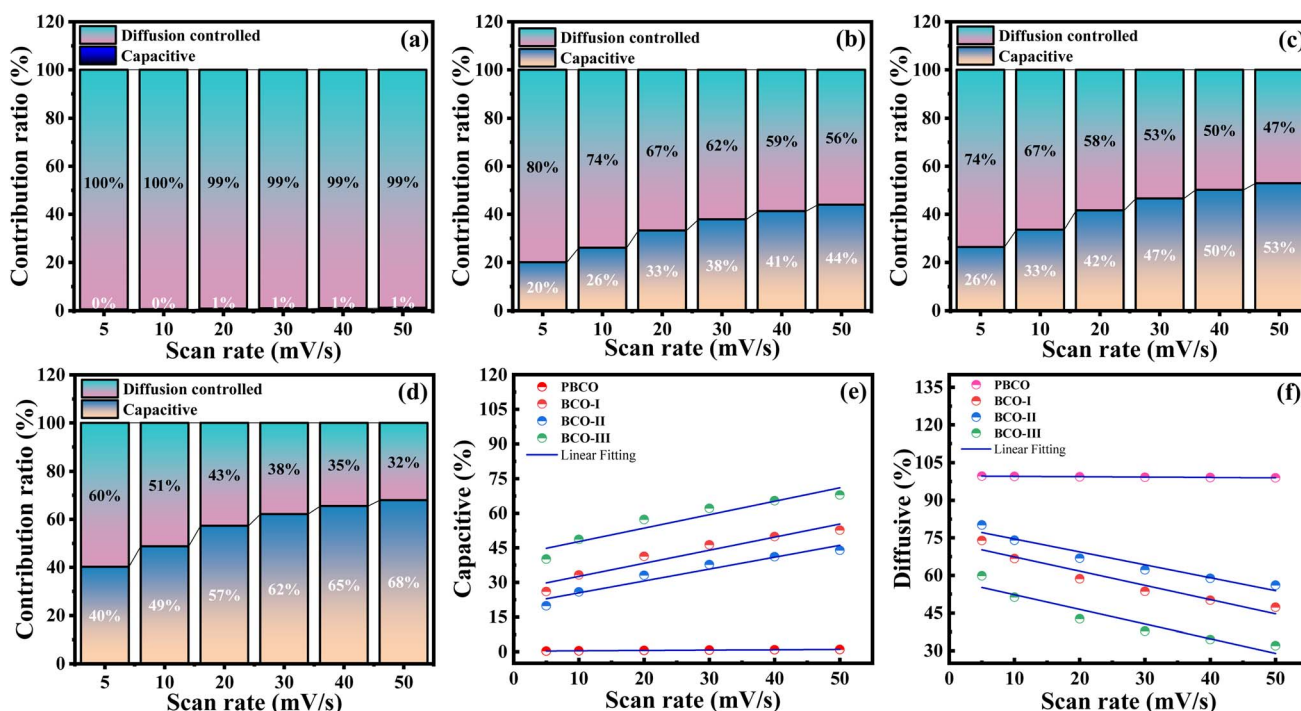 120
100
80
60
40
20
0
Contribution ratio (%)
Diffusion controlled
Capacitive
(a)
100% 100% 99% 99% 99% 99%
0% 0% 1% 1% 1% 1%
5 10 20 30 40 50
Scan rate (mV/s)
120
100
80
60
40
20
0
Contribution ratio (%)
Diffusion controlled
Capacitive
(b)
80% 74% 67% 62% 59% 56%
20% 26% 33% 38% 41% 44%
5 10 20 30 40 50
Scan rate (mV/s)
120
100
80
60
40
20
0
Contribution ratio (%)
Diffusion controlled
Capacitive
(c)
74% 67% 58% 53% 50% 47%
26% 33% 42% 47% 50% 53%
5 10 20 30 40 50
Scan rate (mV/s)
120
100
80
60
40
20
0
Contribution ratio (%)
Diffusion controlled
Capacitive
(d)
60% 51% 43% 38% 35% 32%
40% 49% 57% 62% 65% 68%
5 10 20 30 40 50
Scan rate (mV/s)
120
105
90
75
60
45
30
15
0
Capacitive (%)
PBCO
BCO-I
BCO-II
BCO-III
Linear Fitting
(e)
0 10 20 30 40 50
Scan rate (mV/s)
135
120
105
90
75
60
45
30
Diffusive (%)
PBCO
BCO-I
BCO-II
BCO-III
Linear Fitting
(f)
0 10 20 30 40 50
Scan rate (mV/s)